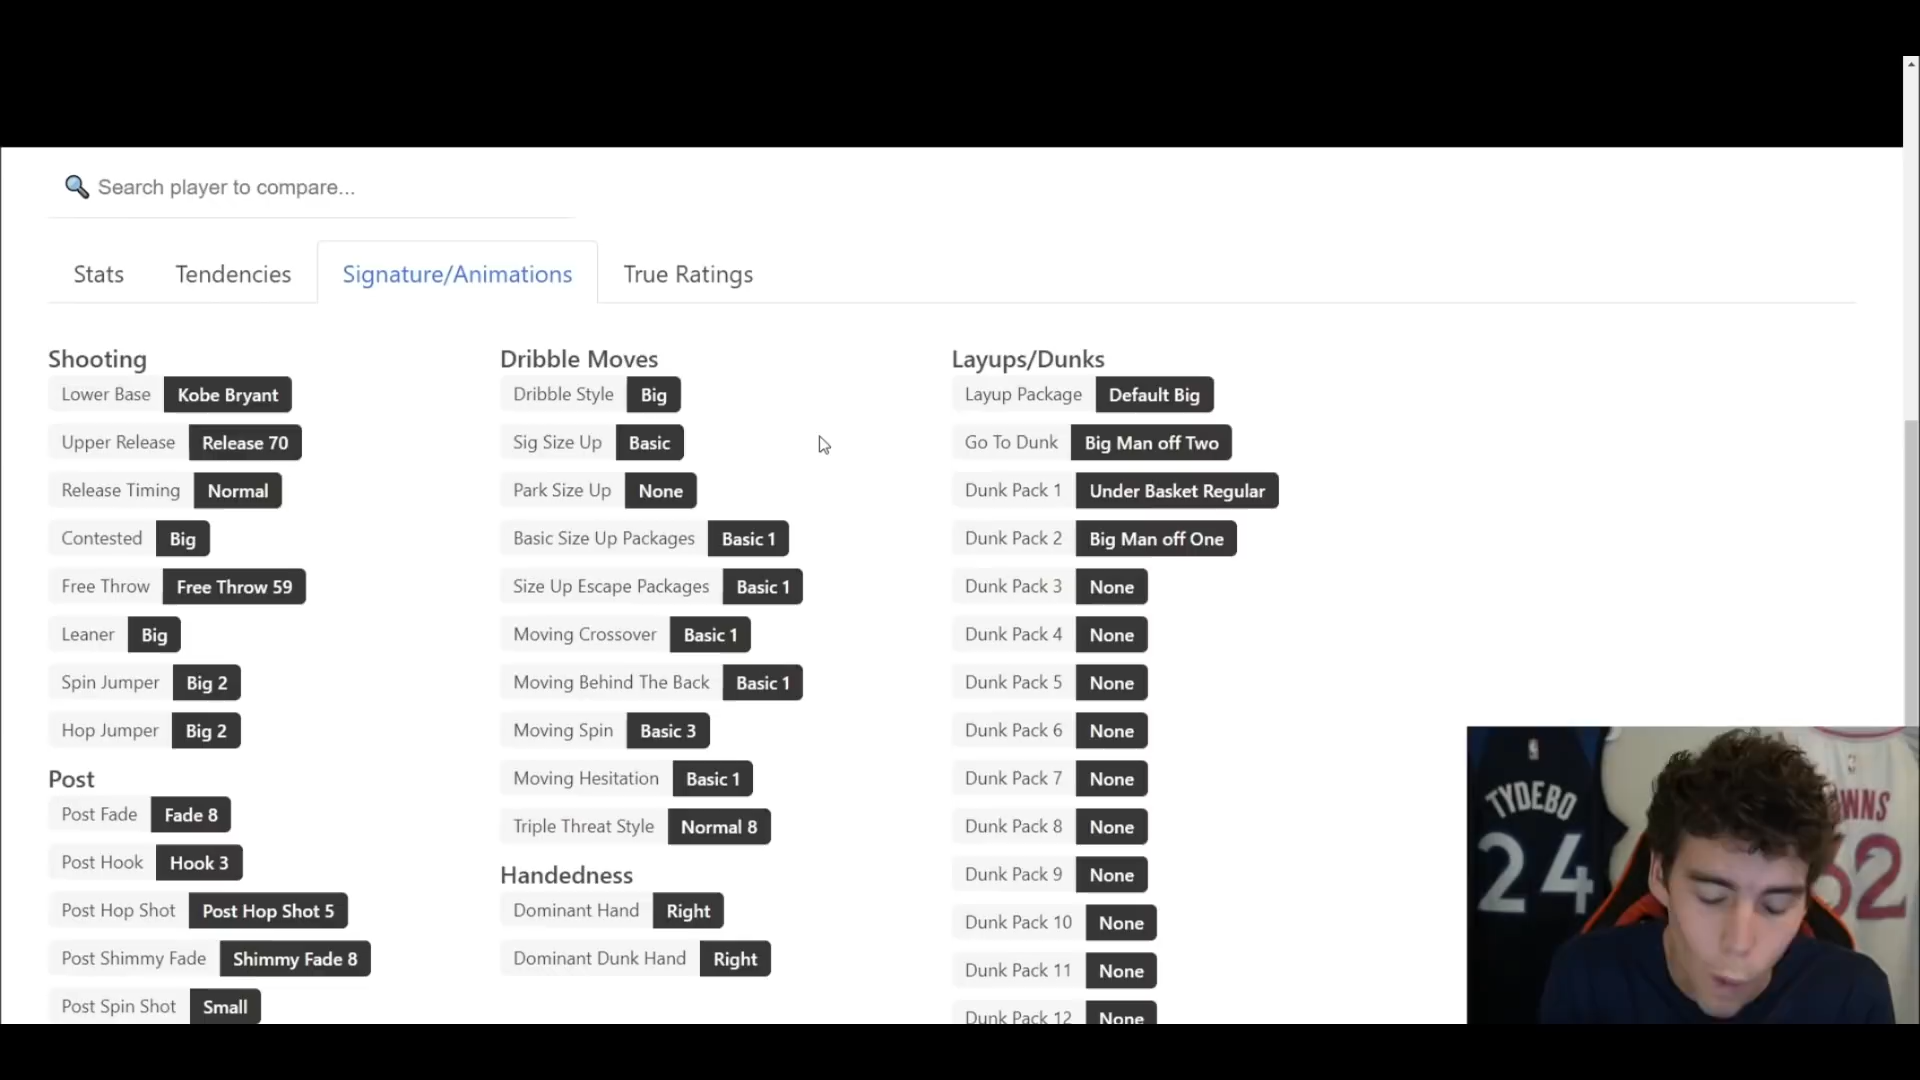 Search player to compare...
Stats Tendencies Signature/Animations True Ratings
Shooting
Lower Base Kobe Bryant
Upper Release Release 70
Release Timing Normal
Contested Big
Free Throw Free Throw 59
Leaner Big
Spin Jumper Big 2
Hop Jumper Big 2
Post
Post Fade Fade 8
Post Hook Hook 3
Post Hop Shot Post Hop Shot 5
Post Shimmy Fade Shimmy Fade 8
Post Spin Shot Small
Dribble Moves
Dribble Style Big
Sig Size Up Basic
Park Size Up None
Basic Size Up Packages Basic 1
Size Up Escape Packages Basic 1
Moving Crossover Basic 1
Moving Behind The Back Basic 1
Moving Spin Basic 3
Moving Hesitation Basic 1
Triple Threat Style Normal 8
Handedness
Dominant Hand Right
Dominant Dunk Hand Right
Layups/Dunks
Layup Package Default Big
Go To Dunk Big Man off Two
Dunk Pack 1 Under Basket Regular
Dunk Pack 2 Big Man off One
Dunk Pack 3 None
Dunk Pack 4 None
Dunk Pack 5 None
Dunk Pack 6 None
Dunk Pack 7 None
Dunk Pack 8 None
Dunk Pack 9 None
Dunk Pack 10 None
Dunk Pack 11 None
Dunk Pack 12 None
TYDEBO
24
WNS
32